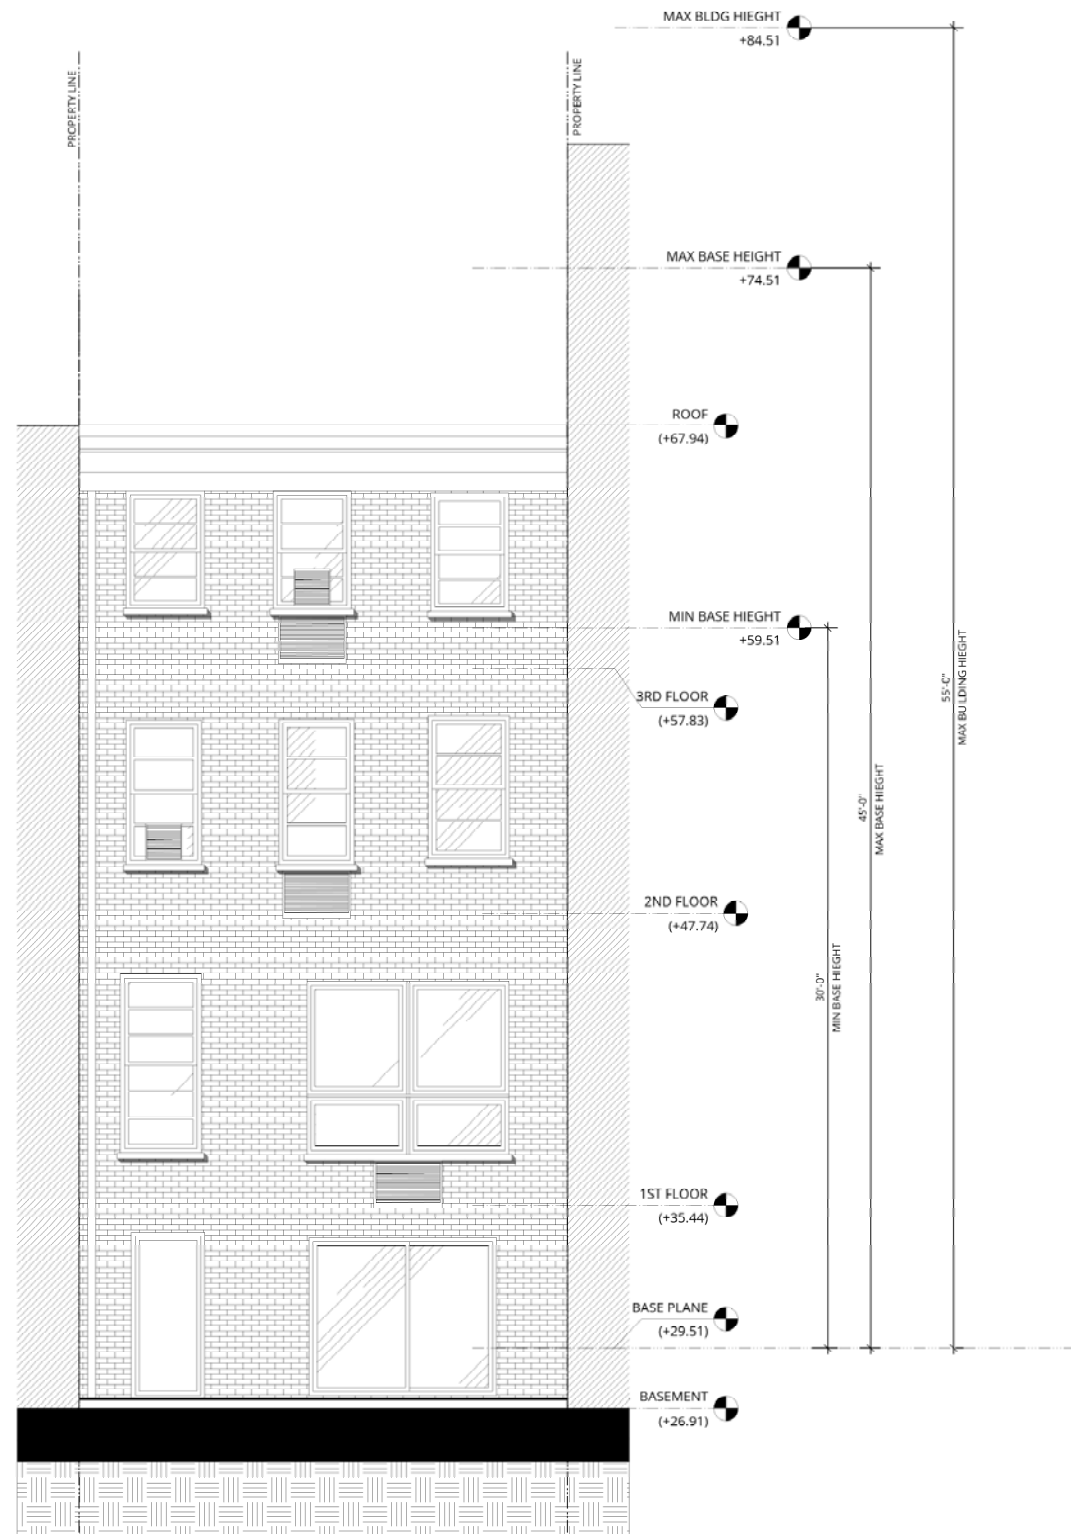 MAX BLDG HIEGHT
+84.51
PROPERTY LINE
PROPERTY LINE
MAX BASE HEIGHT
+74.51
ROOF
(+67.94)
MIN BASE HIEGHT
+59.51
3RD FLOOR
(+57.83)
55'-0"
MAX BUILDING HIEGHT
45'-0"
MAX BASE HIEGHT
2ND FLOOR
(+47.74)
30'-0"
MIN BASE HIEGHT
1ST FLOOR
(+35.44)
BASE PLANE
(+29.51)
BASEMENT
(+26.91)